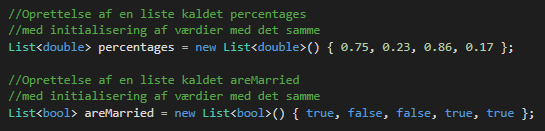 //Oprettelse af en liste kaldet percentages
//med initialisering af værdier med det samme
List<double> percentages = new List<double>() { 0.75, 0.23, 0.86, 0.17 };
//Oprettelse af en liste kaldet areMarried
//med initialisering af værdier med det samme
List<bool> areMarried = new List<bool>() { true, false, false, true, true };